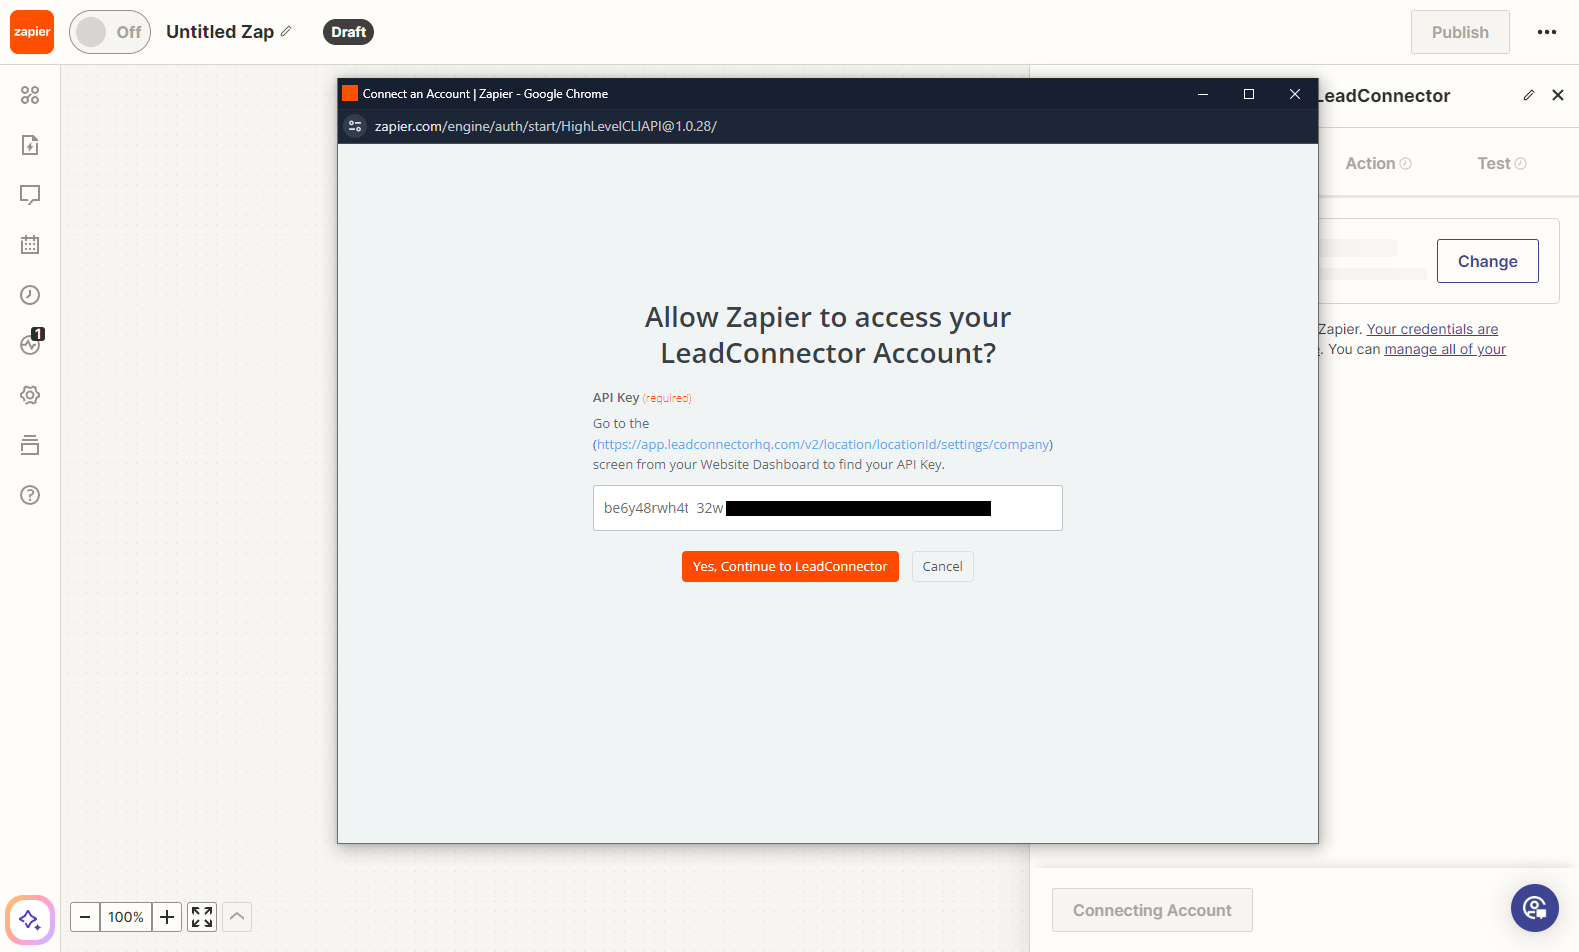 zapier
Off
Untitled Zap
Draft
Publish
Connect an Account | Zapier - Google Chrome
zapier.com/engine/auth/start/HighLevelCLIAPI@1.0.28/
LeadConnector
Action
Test
Change
Zapier. Your credentials are
. You can manage all of your
Allow Zapier to access your
LeadConnector Account?
API Key (required)
Go to the
(https://app.leadconnectorhq.com/v2/location/locationId/settings/company)
screen from your Website Dashboard to find your API Key.
be6y48rwh4t 32w
Yes, Continue to LeadConnector
Cancel
1
100%
Connecting Account